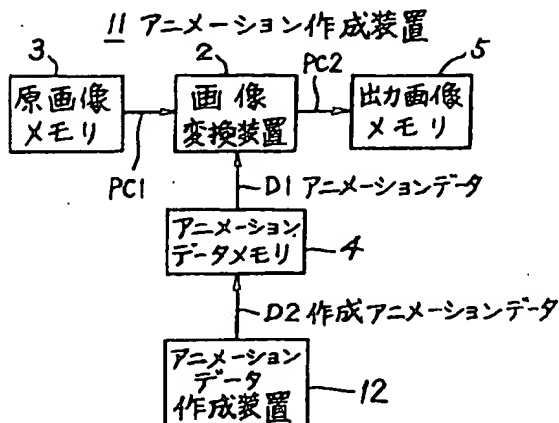 11 アニメーション作成装置
3
2
PC2
5
原画像
メモリ
画像
変換装置
出力画像
メモリ
PC1
D1 アニメーションデータ
アニメーション
データメモリ
4
D2 作成アニメーションデータ
アニメーション
データ
作成装置
12